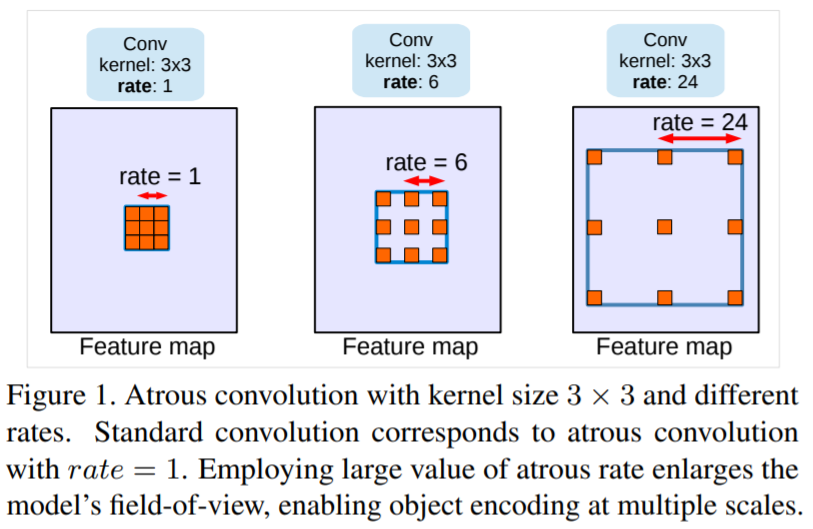 Conv
kernel: 3x3
rate: 1
Conv
kernel: 3x3
rate: 6
Conv
kernel: 3x3
rate: 24
rate = 1
rate = 6
rate = 24
Feature map
Feature map
Feature map
Figure 1. Atrous convolution with kernel size 3 × 3 and different
rates. Standard convolution corresponds to atrous convolution
with rate = 1. Employing large value of atrous rate enlarges the
model’s field-of-view, enabling object encoding at multiple scales.